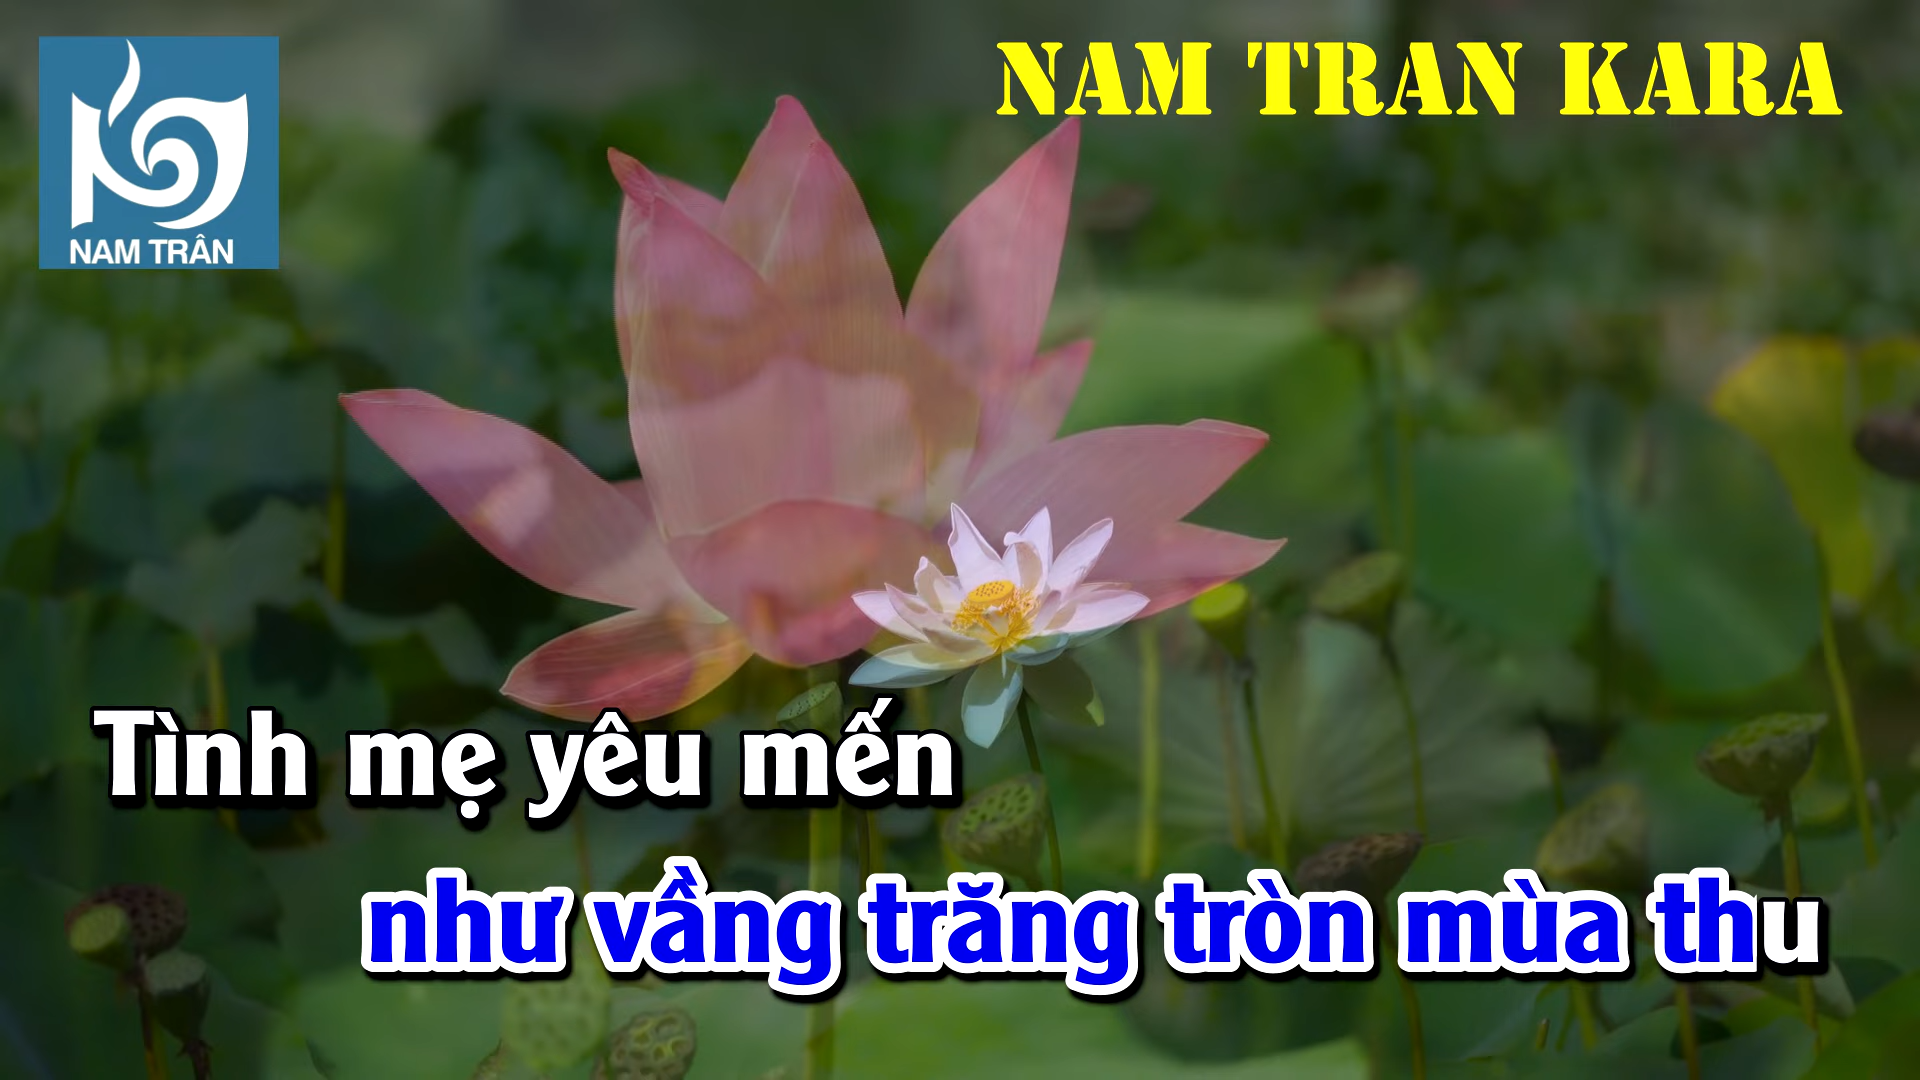 NAM TRAN KARA
NAM TRÂN
Tình mẹ yêu mến
như vầng trăng tròn mùa thu